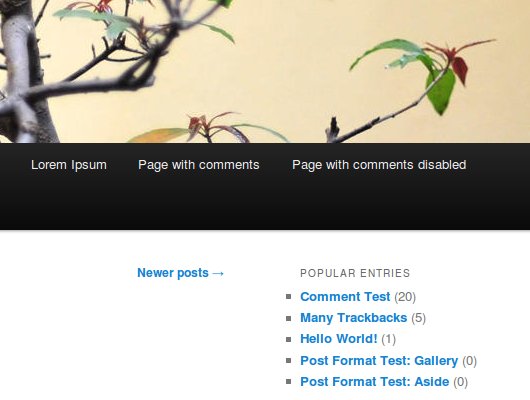 Lorem Ipsum Page with comments Page with comments disabled
Newer posts →
POPULAR ENTRIES
Comment Test (20)
Many Trackbacks (5)
Hello World! (1)
Post Format Test: Gallery (0)
Post Format Test: Aside (0)